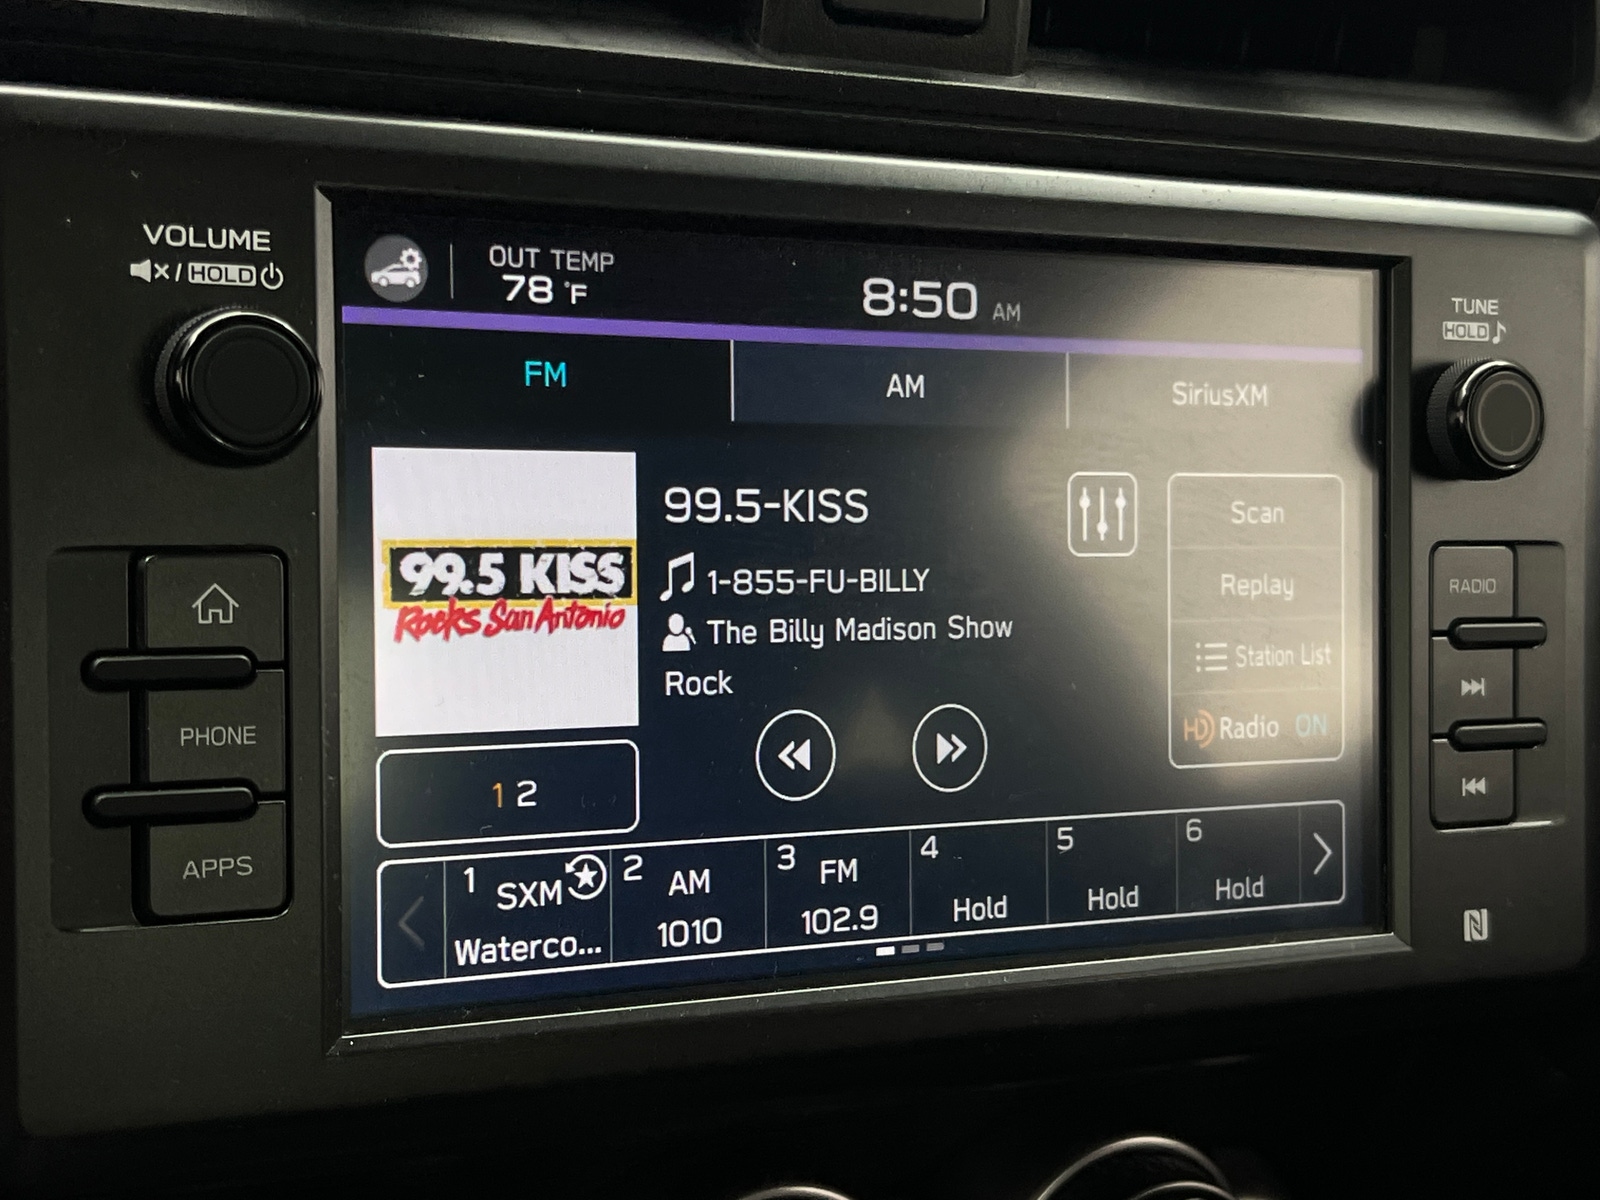 VOLUME
/ HOLD
OUT TEMP
78 °F
8:50 AM
TUNE
HOLD
FM
AM
SiriusXM
99.5 KISS
Rocks San Antonio
99.5-KISS
1-855-FU-BILLY
The Billy Madison Show
Rock
Scan
Replay
Station List
HD Radio ON
RADIO
PHONE
APPS
1 2
1 SXM
Waterco...
2 AM
1010
3 FM
102.9
4
Hold
5
Hold
6
Hold